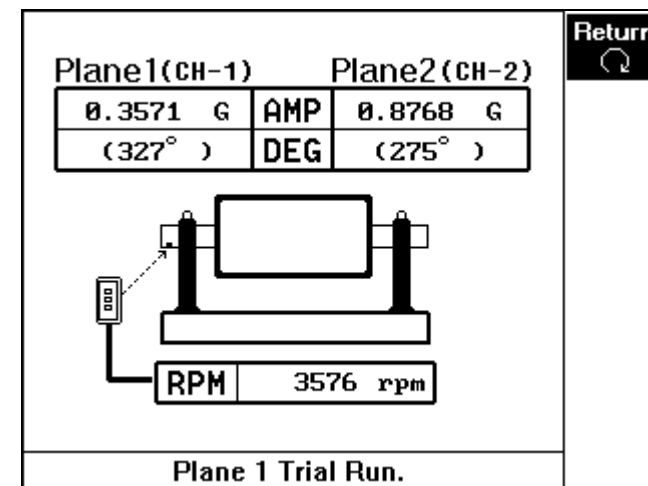 Return
Plane1(CH-1) Plane2(CH-2)
0.3571 G AMP 0.8768 G
(327° ) DEG (275° )
RPM 3576 rpm
Plane 1 Trial Run.